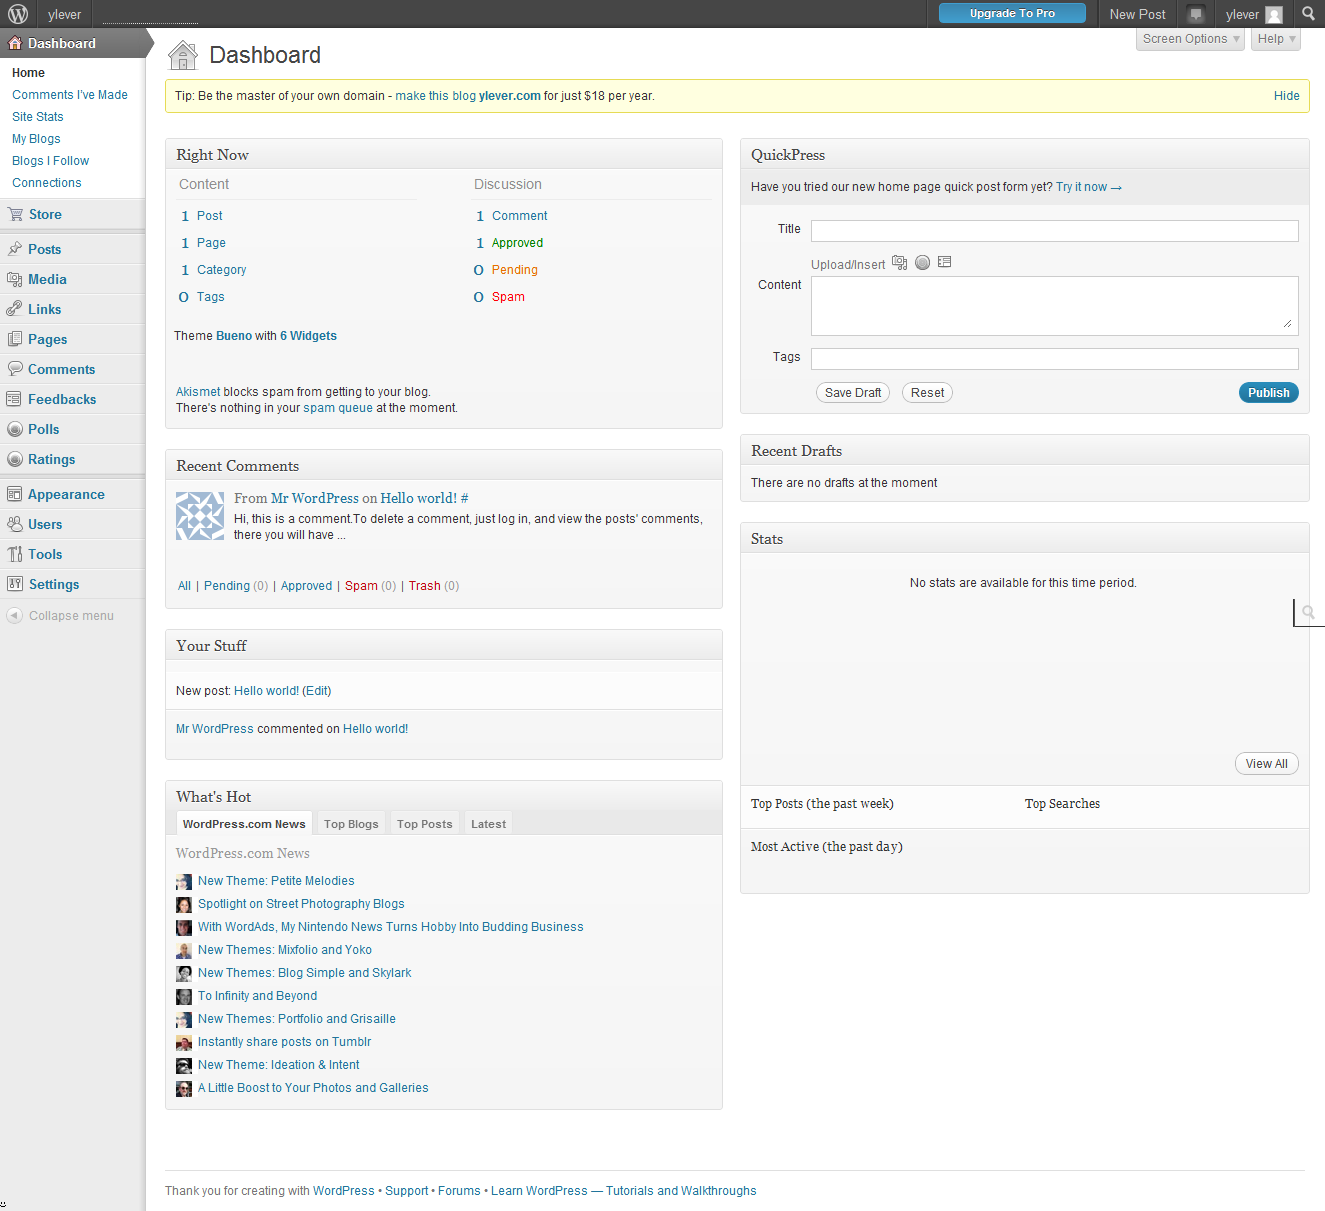 ylever
Upgrade To Pro
New Post
ylever
Dashboard
Home
Comments I've Made
Site Stats
My Blogs
Blogs I Follow
Connections
Store
Posts
Media
Links
Pages
Comments
Feedbacks
Polls
Ratings
Appearance
Users
Tools
Settings
Collapse menu
Screen Options
Help
Dashboard
Tip: Be the master of your own domain - make this blog ylever.com for just $18 per year.
Hide
Right Now
Content
1 Post
1 Page
1 Category
0 Tags
Discussion
1 Comment
1 Approved
0 Pending
0 Spam
Theme Bueno with 6 Widgets
Akismet blocks spam from getting to your blog.
There's nothing in your spam queue at the moment.
Recent Comments
From Mr WordPress on Hello world! #
Hi, this is a comment.To delete a comment, just log in, and view the posts' comments,
there you will have ...
All | Pending (0) | Approved | Spam (0) | Trash (0)
Your Stuff
New post: Hello world! (Edit)
Mr WordPress commented on Hello world!
What's Hot
WordPress.com News
Top Blogs
Top Posts
Latest
WordPress.com News
New Theme: Petite Melodies
Spotlight on Street Photography Blogs
With WordAds, My Nintendo News Turns Hobby Into Budding Business
New Themes: Mixfolio and Yoko
New Themes: Blog Simple and Skylark
To Infinity and Beyond
New Themes: Portfolio and Grisaille
Instantly share posts on Tumblr
New Theme: Ideation & Intent
A Little Boost to Your Photos and Galleries
QuickPress
Have you tried our new home page quick post form yet? Try it now →
Title
Upload/Insert
Content
Tags
Save Draft
Reset
Publish
Recent Drafts
There are no drafts at the moment
Stats
No stats are available for this time period.
View All
Top Posts (the past week)
Top Searches
Most Active (the past day)
Thank you for creating with WordPress • Support • Forums • Learn WordPress — Tutorials and Walkthroughs